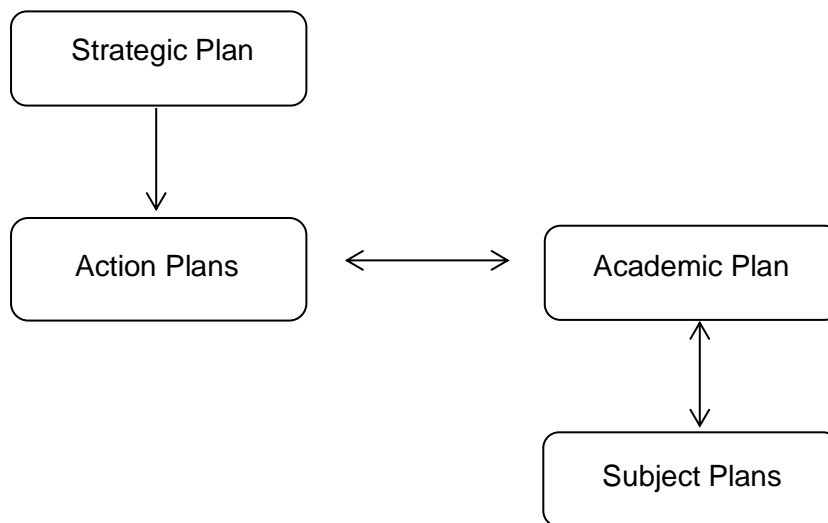 Strategic Plan
Action Plans
Academic Plan
Subject Plans